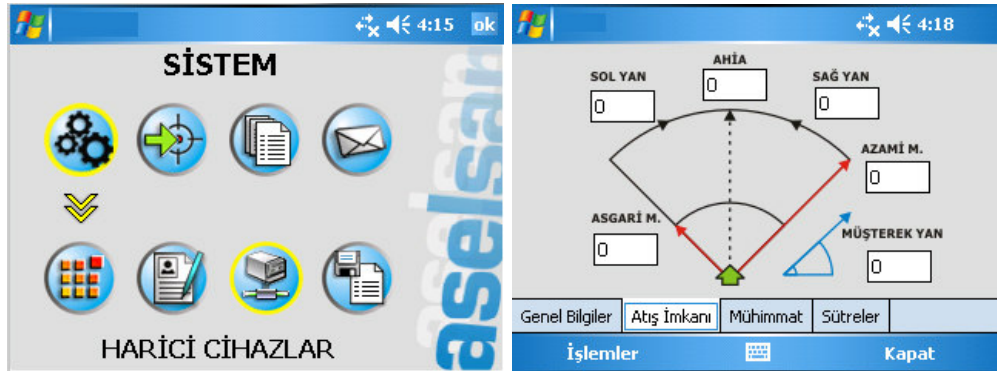 4:15 ok
SİSTEM
HARİCİ CİHAZLAR
aselsan
4:18
AHİA
0
SOL YAN
0
SAĞ YAN
0
AZAMİ M.
0
ASGARİ M.
0
MÜŞTEREK YAN
0
Genel Bilgiler Atış İmkanı Mühimmat Sütreler
İşlemler Kapat